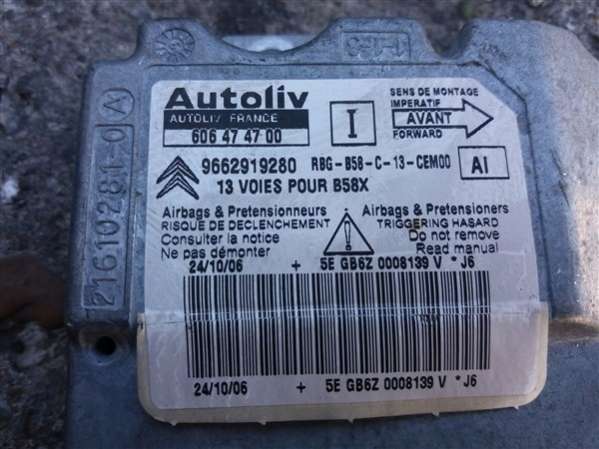 Autoliv
AUTOLIV FRANCE
606 47 47 00
I
SENS DE MONTAGE
IMPERATIF
AVANT
FORWARD
9662919280 RBG-B58-C-13-CEM00 AI
13 VOIES POUR B58X
Airbags & Pretensionneurs
RISQUE DE DECLENCHEMENT
Consulter la notice
Ne pas démonter
Airbags & Pretensioners
TRIGGERING HASARD
Do not remove
Read manual
24/10/06 + 5E GB6Z 0008139 V *J6
24/10/06 + 5E GB6Z 0008139 V *J6
21610281-0 A